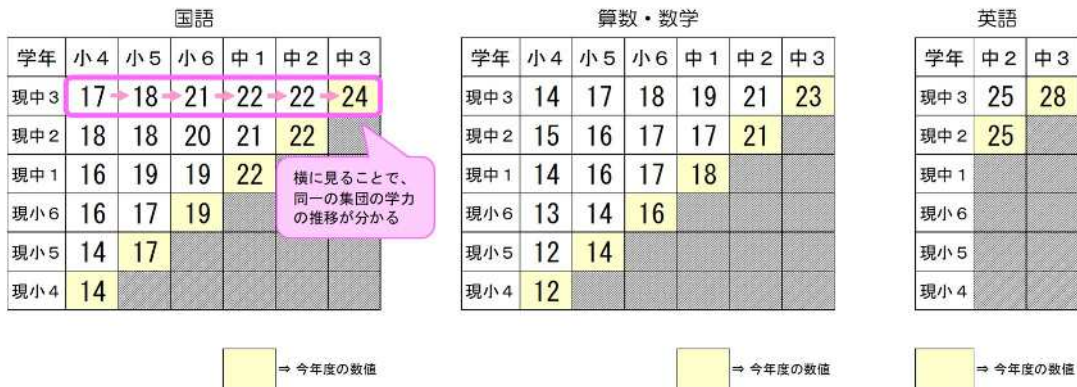 国語
学年 小4 小5 小6 中1 中2 中3
現中3 17 18 21 22 22 24
現中2 18 18 20 21 22
現中1 16 19 19 22
現小6 16 17 19
現小5 14 17
現小4 14
横に見ることで、
同一の集団の学力
の推移が分かる
⇒ 今年度の数値
算数・数学
学年 小4 小5 小6 中1 中2 中3
現中3 14 17 18 19 21 23
現中2 15 16 17 17 21
現中1 14 16 17 18
現小6 13 14 16
現小5 12 14
現小4 12
⇒ 今年度の数値
英語
学年 中2 中3
現中3 25 28
現中2 25
現中1
現小6
現小5
現小4
⇒ 今年度の数値